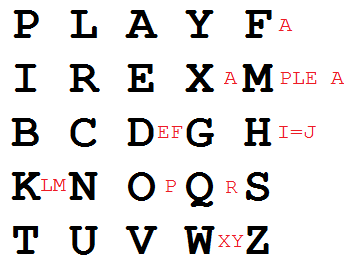 P L A Y F A
I R E X A M PLE A
B C D EF G H I=J
K LM N O P Q R S
T U V W XY Z